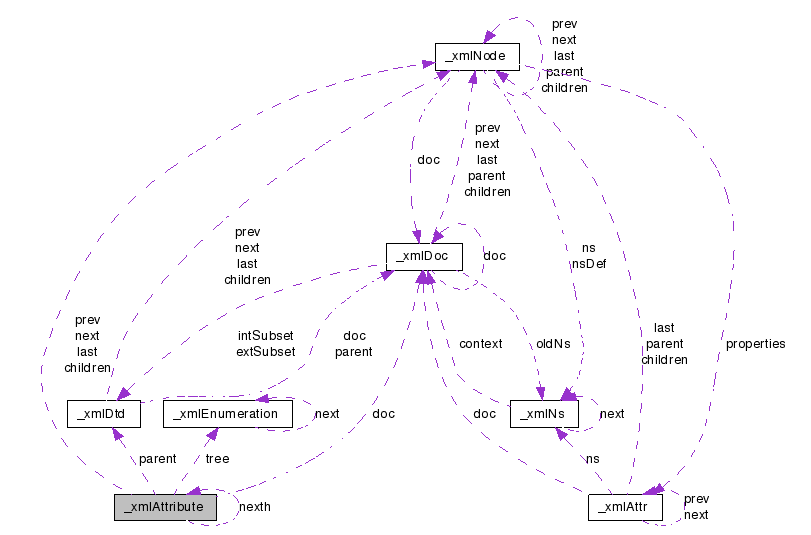 prev
next
last
parent
children
_xmlNode
doc
prev
next
last
parent
children
ns
nsDef
_xmlDoc
doc
prev
next
last
children
prev
next
last
children
intSubset
extSubset
doc
parent
context
oldNs
last
parent
children
properties
_xmlDtd
_xmlEnumeration
next
doc
doc
_xmlNs
next
parent
tree
ns
_xmlAttribute
nexth
_xmlAttr
prev
next